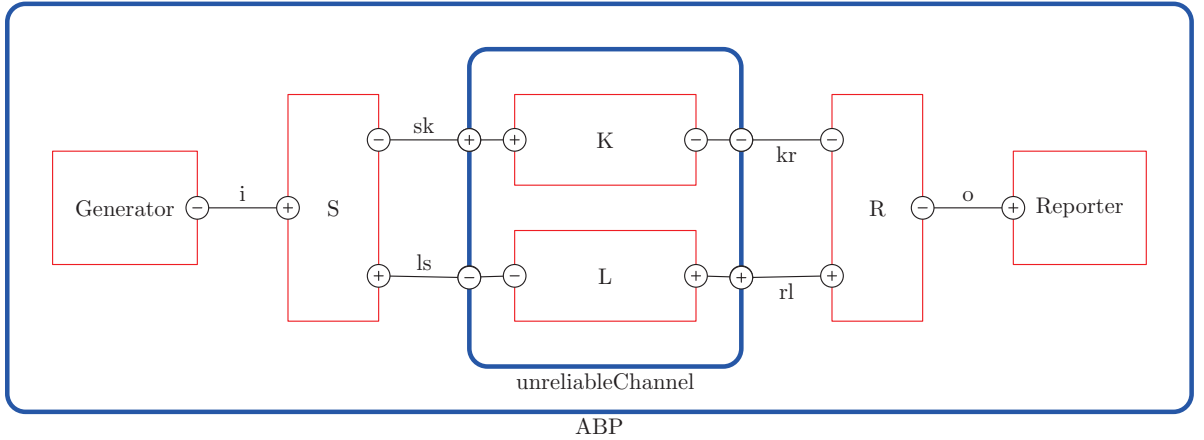 sk
+ + K − −
− −
kr
Generator − i + S R − o + Reporter
ls
+ − − L + + +
rl
unreliableChannel
ABP